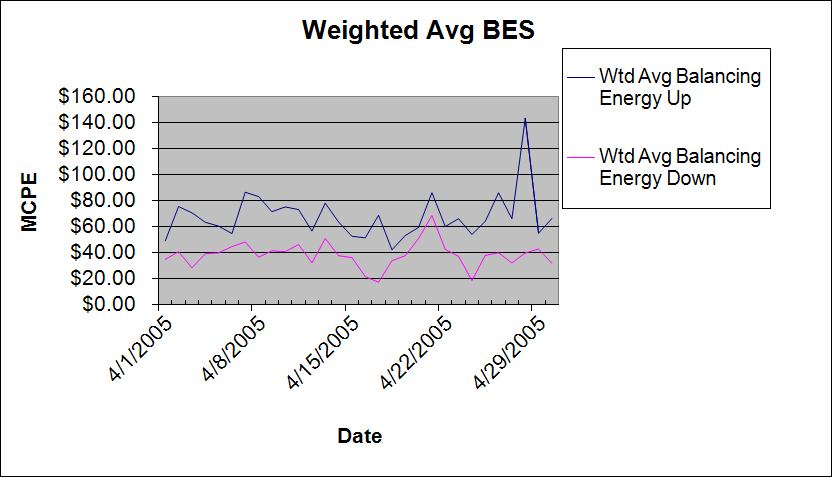 Weighted Avg BES
Wtd Avg Balancing
Energy Up
Wtd Avg Balancing
Energy Down
MCPE
$160.00
$140.00
$120.00
$100.00
$80.00
$60.00
$40.00
$20.00
$0.00
4/1/2005
4/8/2005
4/15/2005
4/22/2005
4/29/2005
Date